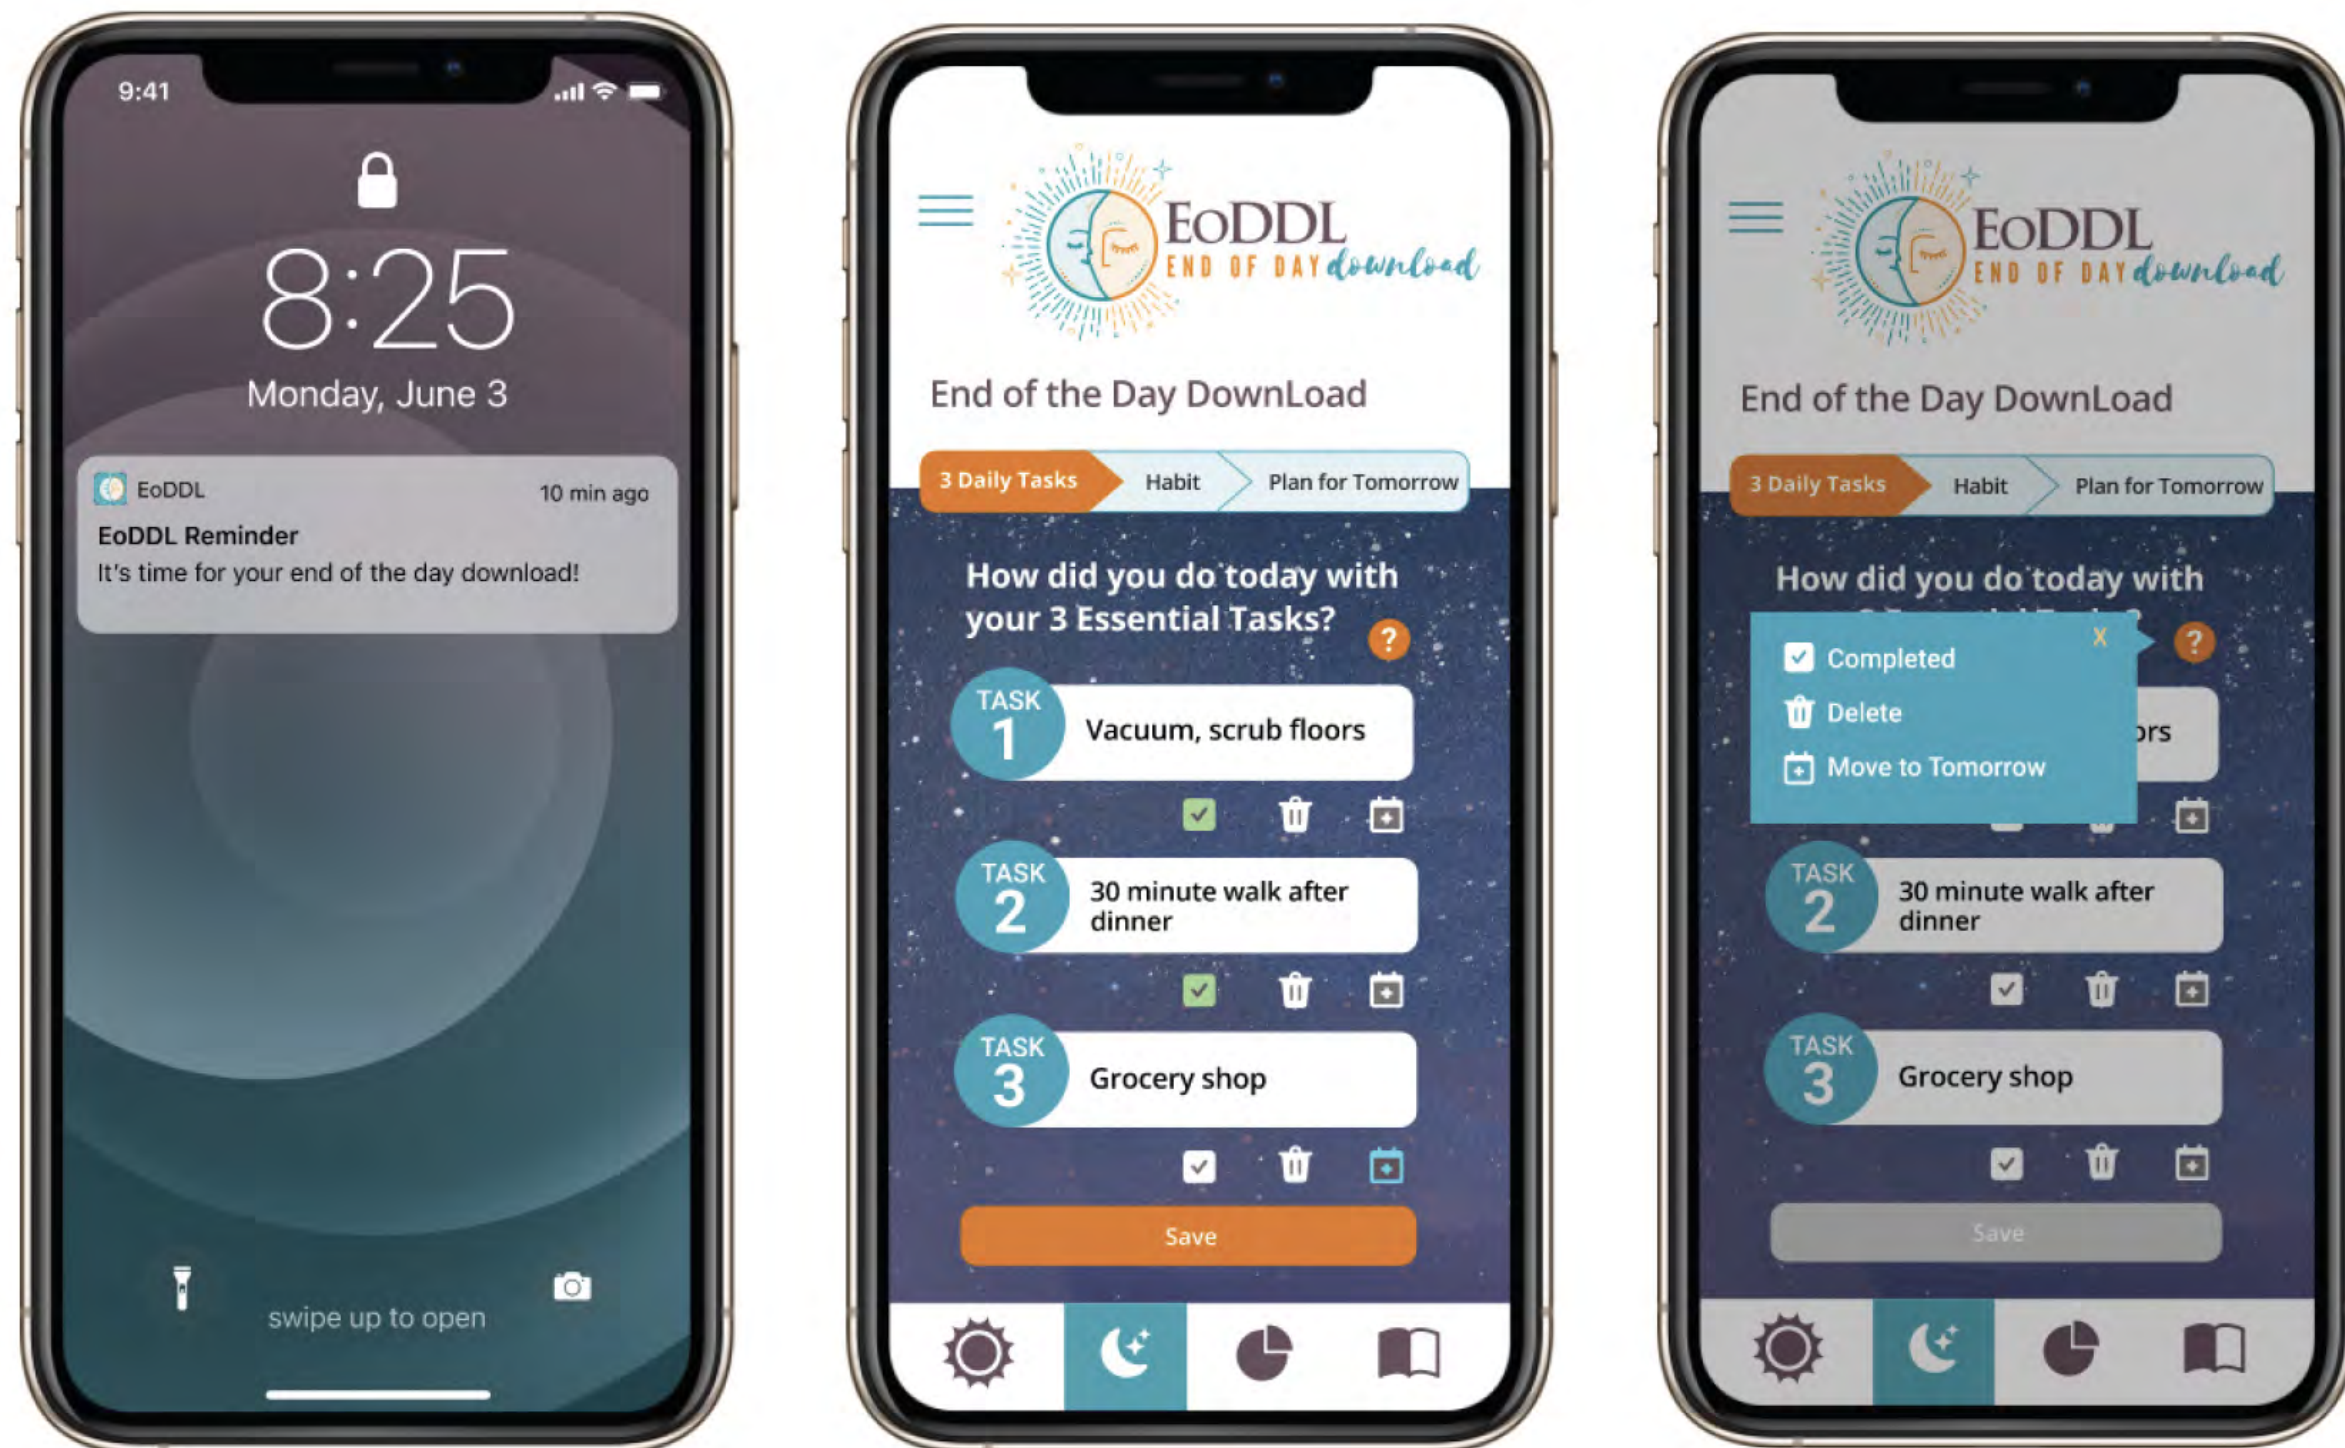 9:41
8:25
Monday, June 3
EoDDL
10 min ago
EoDDL Reminder
It's time for your end of the day download!
swipe up to open
EoDDL
END OF DAY download
End of the Day DownLoad
3 Daily Tasks
Habit
Plan for Tomorrow
How did you do today with
your 3 Essential Tasks?
?
TASK
1
Vacuum, scrub floors
TASK
2
30 minute walk after
dinner
TASK
3
Grocery shop
Save
EoDDL
END OF DAY download
End of the Day DownLoad
3 Daily Tasks
Habit
Plan for Tomorrow
How did you do today with
X
?
Completed
Delete
Move to Tomorrow
ors
TASK
2
30 minute walk after
dinner
TASK
3
Grocery shop
Save